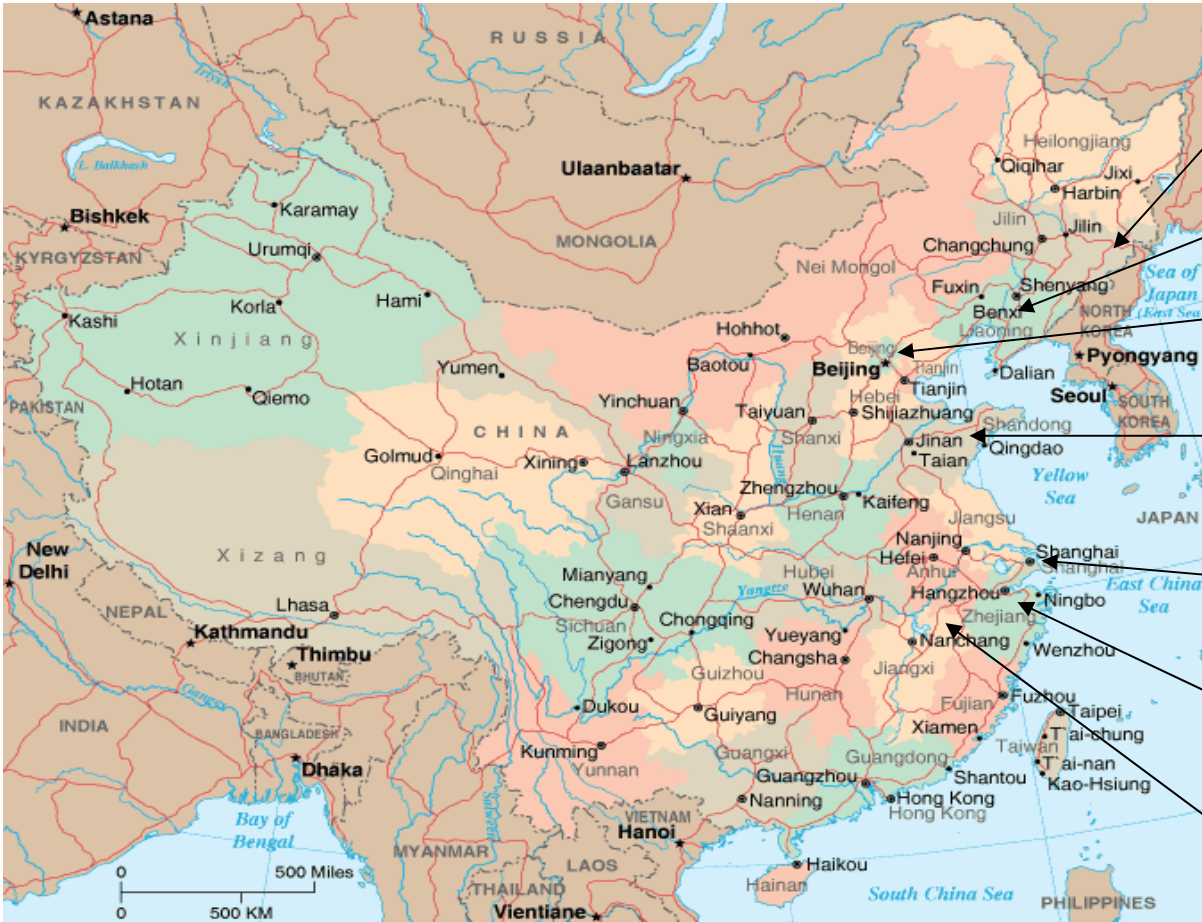 Astana
RUSSIA
Irtysh
KAZAKHSTAN
L. Balkhash
Ulaanbaatar
Heilongjiang
Qiqihar
Jixi
Harbin
Karamay
Bishkek
Jilin
Jilin
Urumqi
MONGOLIA
Changchung
KYRGYZSTAN
Nei Mongol
Sea of
Japan
(East Sea)
Korla
Hami
Fuxin
Shenyang
Kashi
Benxi
NORTH
KOREA
Liaoning
Xinjiang
Hohhot
Beijing
Baotou
Beijing
Tianjin
Pyongyang
Yumen
Dalian
Hotan
Qiemo
Tianjin
Seoul
Hebei
SOUTH
KOREA
PAKISTAN
Yinchuan
Taiyuan
Shijiazhuang
Shandong
CHINA
Ningxia
Shanxi
Jinan
Qingdao
Golmud
Taian
Qinghai
Xining
Lanzhou
Huang
Yellow
Sea
Zhengzhou
Kaifeng
Gansu
Xian
Henan
Shaanxi
Jiangsu
JAPAN
Nanjing
New
Delhi
Xizang
Hefei
Shanghai
Shanghai
Anhui
Mianyang
Hubei
East China
Sea
Yangtze
Wuhan
Hangzhou
Ningbo
NEPAL
Lhasa
Chengdu
Zhejiang
Sichuan
Chongqing
Kathmandu
Zigong
Yueyang
Nanchang
Wenzhou
Thimbu
Changsha
BHUTAN
Guizhou
Jiangxi
Ganges
Hunan
Fujian
Fuzhou
Dukou
Guiyang
Taipei
INDIA
BANGLADESH
Xiamen
T'ai-chung
Kunming
Guangxi
Guangdong
Taiwan
T'ai-nan
Dhaka
Yunnan
Guangzhou
Shantou
Kao-Hsiung
Salween
Nanning
Hong Kong
Hong Kong
Bay of
Bengal
VIETNAM
Hanoi
MYANMAR
LAOS
Haikou
0 500 Miles
Hainan
THAILAND
South China Sea
PHILIPPINES
0 500 KM
Vientiane